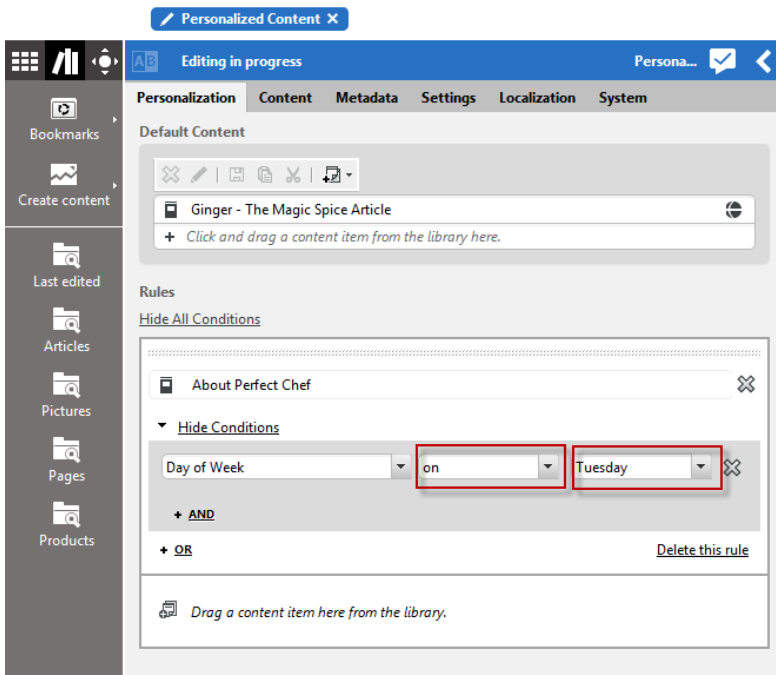 Personalized Content
AB Editing in progress Persona...
Personalization Content Metadata Settings Localization System
Bookmarks
Create content
Last edited
Articles
Pictures
Pages
Products
Default Content
Ginger - The Magic Spice Article
+ Click and drag a content item from the library here.
Rules
Hide All Conditions
About Perfect Chef
Hide Conditions
Day of Week on Tuesday
+ AND
+ OR Delete this rule
Drag a content item here from the library.